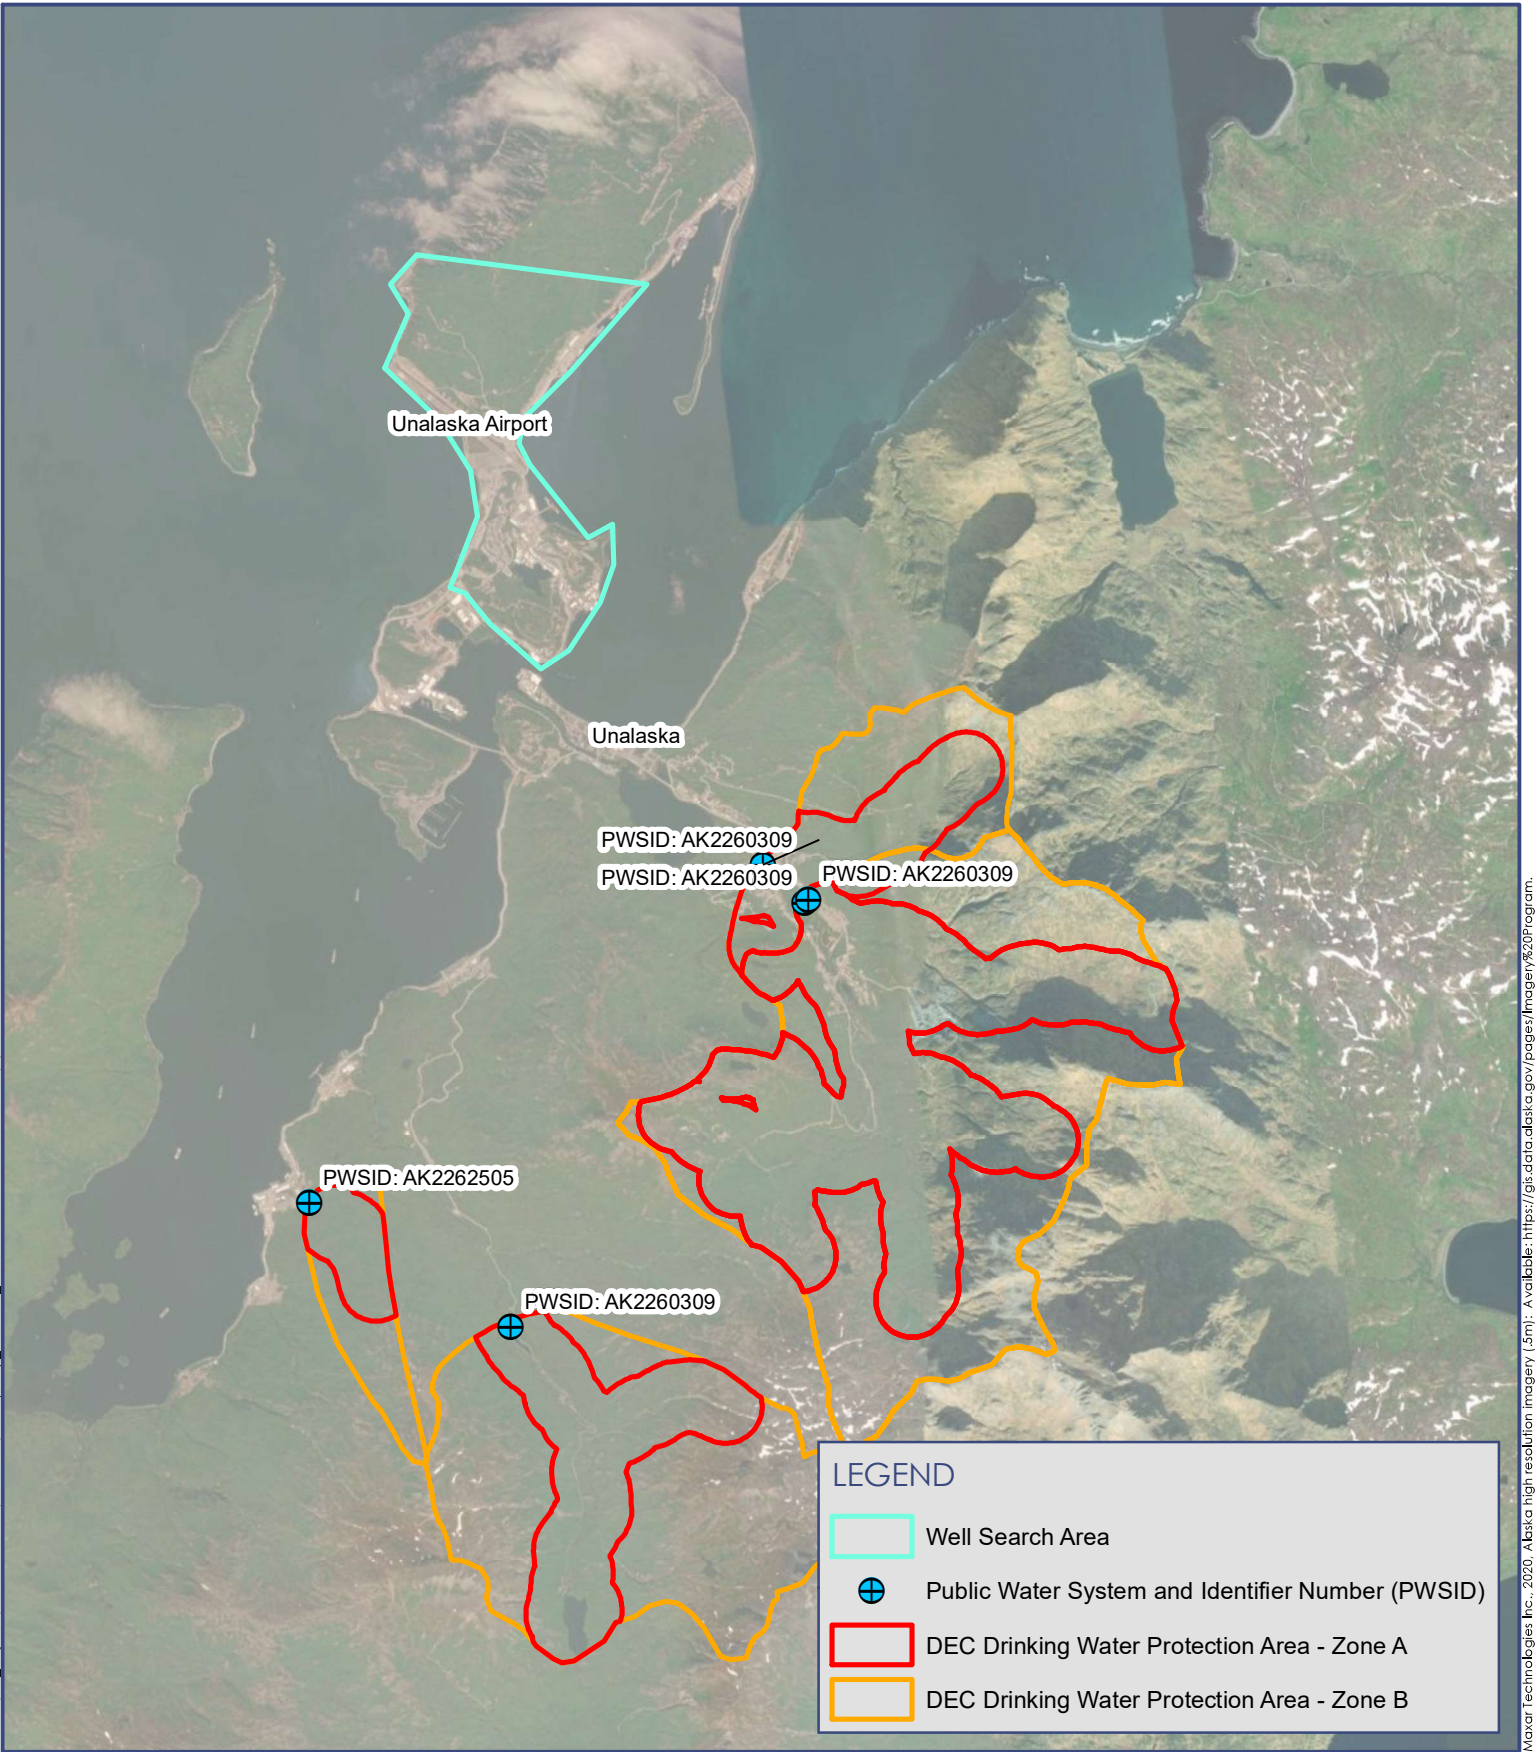 Unalaska Airport
Unalaska
PWSID: AK2260309
PWSID: AK2260309
PWSID: AK2260309
PWSID: AK2262505
PWSID: AK2260309
LEGEND
Well Search Area
Public Water System and Identifier Number (PWSID)
DEC Drinking Water Protection Area - Zone A
DEC Drinking Water Protection Area - Zone B
Maxar Technologies Inc., 2020, Alaska high resolution imagery (.5m): Available: https://gis.data.alaska.gov/pages/Imagery%20Program.